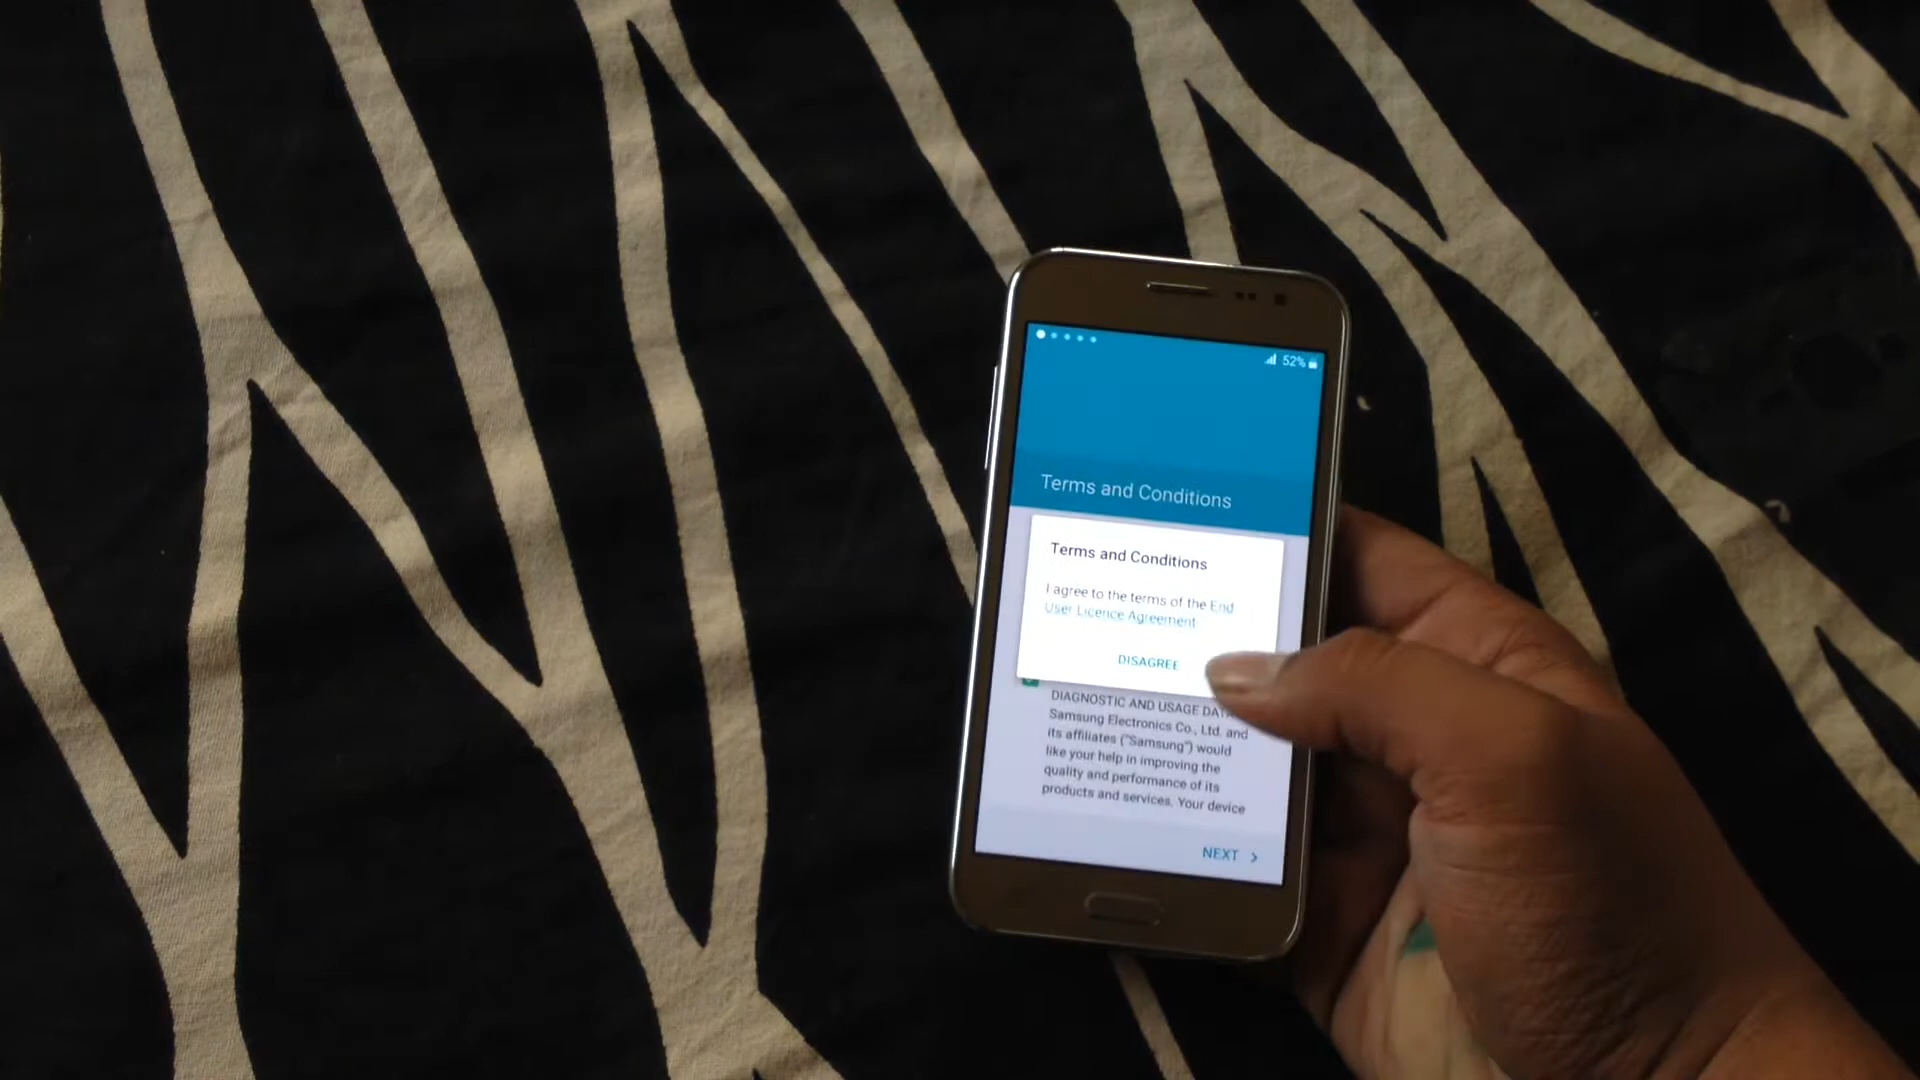 52%
Terms and Conditions
Terms and Conditions
I agree to the terms of the End
User Licence Agreement
DISAGREE
DIAGNOSTIC AND USAGE DATA
Samsung Electronics Co., Ltd. and
its affiliates ("Samsung") would
like your help in improving the
quality and performance of its
products and services. Your device
NEXT >